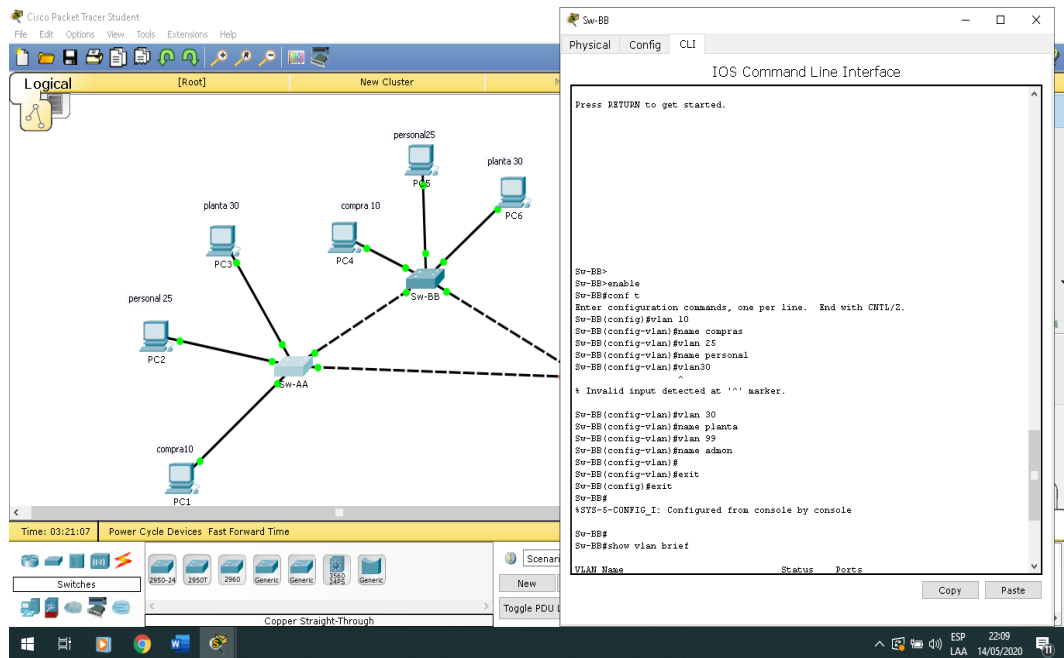 Cisco Packet Tracer Student
File Edit Options View Tools Extensions Help
Logical
[Root]
New Cluster
personal25
PC5
planta 30
PC6
planta 30
PC3
compra 10
PC4
Sw-BB
personal 25
PC2
Sw-AA
compra10
PC1
Time: 03:21:07 Power Cycle Devices Fast Forward Time
Switches
2950-24 2950T 2960 Generic Generic 3560 24PS Generic
Copper Straight-Through
Scenari
New
Toggle PDU L
Sw-BB
Physical Config CLI
IOS Command Line Interface
Press RETURN to get started.
Sw-BB>
Sw-BB>enable
Sw-BB#conf t
Enter configuration commands, one per line. End with CNTL/Z.
Sw-BB(config)#vlan 10
Sw-BB(config-vlan)#name compras
Sw-BB(config-vlan)#vlan 25
Sw-BB(config-vlan)#name personal
Sw-BB(config-vlan)#vlan30
^
% Invalid input detected at '^' marker.
Sw-BB(config-vlan)#vlan 30
Sw-BB(config-vlan)#name planta
Sw-BB(config-vlan)#vlan 99
Sw-BB(config-vlan)#name admon
Sw-BB(config-vlan)#
Sw-BB(config-vlan)#exit
Sw-BB(config)#exit
Sw-BB#
%SYS-5-CONFIG_I: Configured from console by console
Sw-BB#
Sw-BB#show vlan brief
VLAN Name Status Ports
Copy Paste
ESP 22:09
LAA 14/05/2020